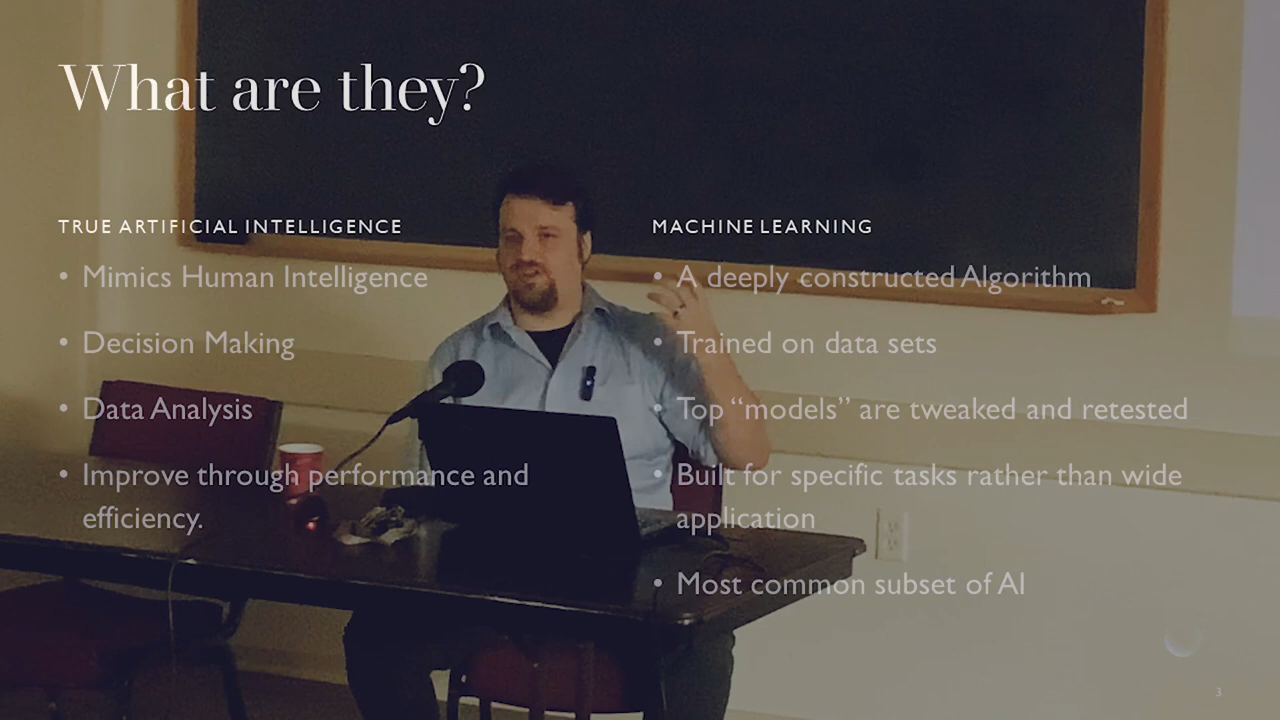 What are they?
TRUE ARTIFICIAL INTELLIGENCE
• Mimics Human Intelligence
• Decision Making
• Data Analysis
• Improve through performance and
efficiency.
MACHINE LEARNING
• A deeply constructed Algorithm
• Trained on data sets
• Top “models” are tweaked and retested
• Built for specific tasks rather than wide
application
• Most common subset of AI
3